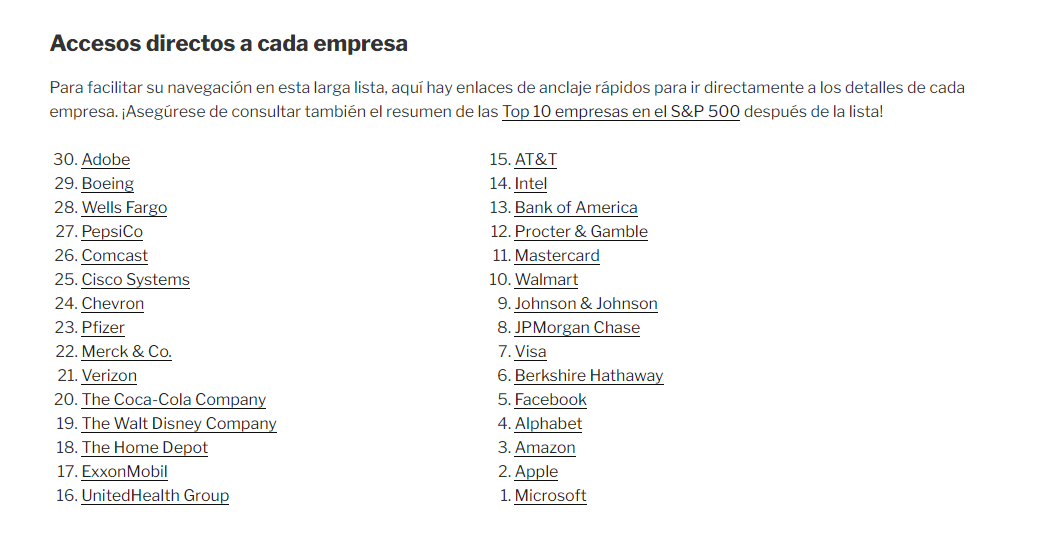 Accesos directos a cada empresa
Para facilitar su navegación en esta larga lista, aquí hay enlaces de anclaje rápidos para ir directamente a los detalles de cada
empresa. ¡Asegúrese de consultar también el resumen de las Top 10 empresas en el S&P 500 después de la lista!
30. Adobe
29. Boeing
28. Wells Fargo
27. PepsiCo
26. Comcast
25. Cisco Systems
24. Chevron
23. Pfizer
22. Merck & Co.
21. Verizon
20. The Coca-Cola Company
19. The Walt Disney Company
18. The Home Depot
17. ExxonMobil
16. UnitedHealth Group
15. AT&T
14. Intel
13. Bank of America
12. Procter & Gamble
11. Mastercard
10. Walmart
9. Johnson & Johnson
8. JPMorgan Chase
7. Visa
6. Berkshire Hathaway
5. Facebook
4. Alphabet
3. Amazon
2. Apple
1. Microsoft